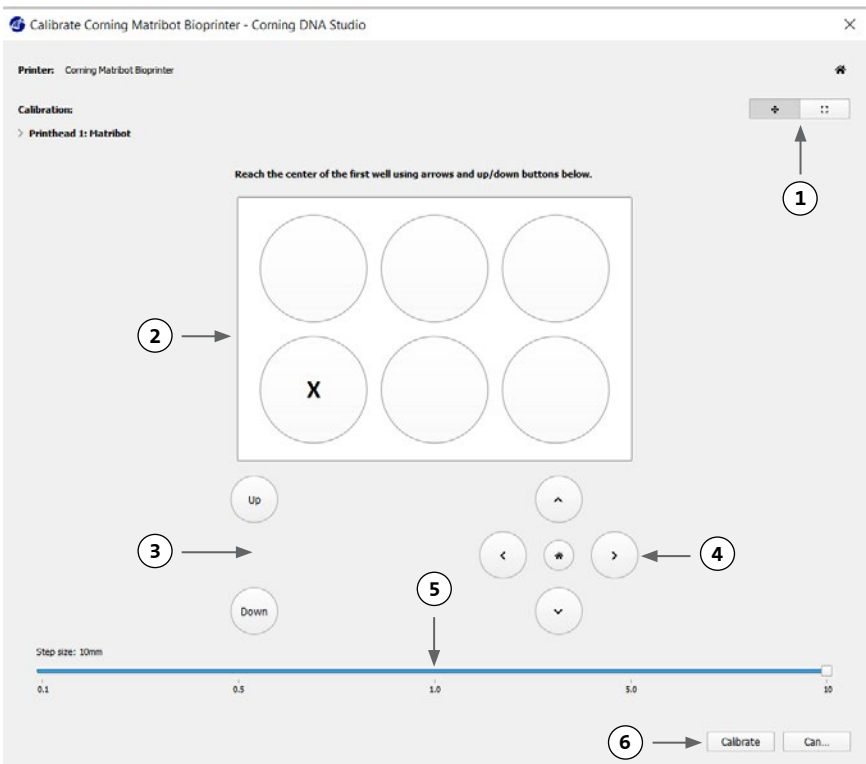 Calibrate Corning Matribot Bioprinter - Corning DNA Studio
Printer: Corning Matribot Bioprinter
Calibration:
Printhead 1: Matribot
1
Reach the center of the first well using arrows and up/down buttons below.
2
X
Up
3
4
5
Down
Step size: 10mm
0.1 0.5 1.0 5.0 10
6
Calibrate Can...